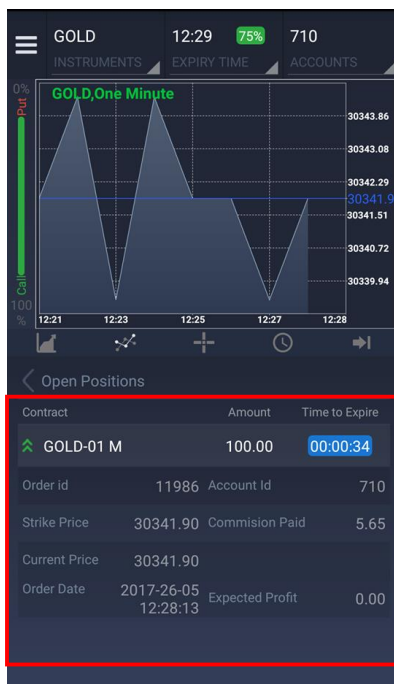 GOLD 12:29 75% 710
INSTRUMENTS EXPIRY TIME ACCOUNTS
0%
Put
GOLD,One Minute
30343.86
30343.08
30342.29
30341.9
30341.51
30340.72
30339.94
Call
100
%
12:21 12:23 12:25 12:27 12:28
Open Positions
Contract Amount Time to Expire
GOLD-01 M 100.00 00:00:34
Order id 11986 Account Id 710
Strike Price 30341.90 Commision Paid 5.65
Current Price 30341.90
Order Date 2017-26-05
12:28:13 Expected Profit 0.00